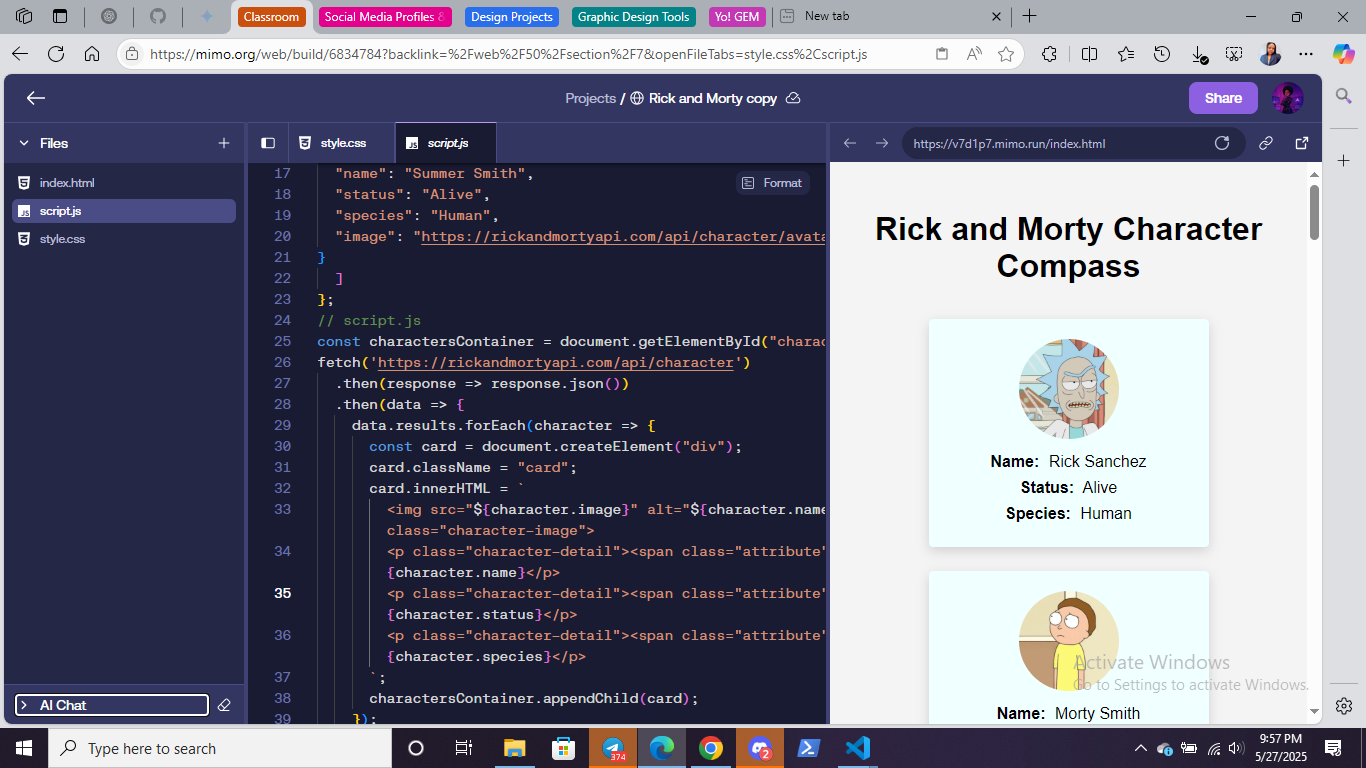 Classroom
Social Media Profiles &
Design Projects
Graphic Design Tools
Yo! GEM
New tab
https://mimo.org/web/build/6834784?backlink=%2Fweb%2F50%2Fsection%2F7&openFileTabs=style.css%2Cscript.js
Projects / Rick and Morty copy
Share
Files
style.css
script.js
https://v7d1p7.mimo.run/index.html
index.html
script.js
style.css
Format
17 "name": "Summer Smith",
18 "status": "Alive",
19 "species": "Human",
20 "image": "https://rickandmortyapi.com/api/character/avata
21 }
22 ]
23 };
24 // script.js
25 const charactersContainer = document.getElementById("charac
26 fetch('https://rickandmortyapi.com/api/character')
27 .then(response => response.json())
28 .then(data => {
29 data.results.forEach(character => {
30 const card = document.createElement("div");
31 card.className = "card";
32 card.innerHTML = `
33 <img src="${character.image}" alt="${character.name
class="character-image">
34 <p class="character-detail"><span class="attribute"
{character.name}</p>
35 <p class="character-detail"><span class="attribute"
{character.status}</p>
36 <p class="character-detail"><span class="attribute"
{character.species}</p>
37 `;
38 charactersContainer.appendChild(card);
39 });
AI Chat
Rick and Morty Character
Compass
Name: Rick Sanchez
Status: Alive
Species: Human
Name: Morty Smith
Activate Windows
Go to Settings to activate Windows.
Type here to search
374
2
9:57 PM
5/27/2025